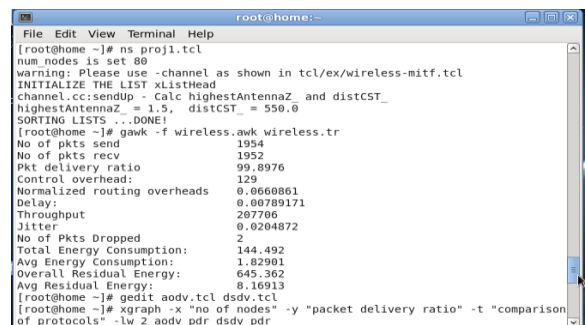 root@home:~
File Edit View Terminal Help
[root@home ~]# ns proj1.tcl
num_nodes is set 80
warning: Please use -channel as shown in tcl/ex/wireless-mitf.tcl
INITIALIZE THE LIST xListHead
channel.cc:sendUp - Calc highestAntennaZ_ and distCST_
highestAntennaZ_ = 1.5, distCST_ = 550.0
SORTING LISTS ...DONE!
[root@home ~]# gawk -f wireless.awk wireless.tr
No of pkts send 1954
No of pkts recv 1952
Pkt delivery ratio 99.8976
Control overhead: 129
Normalized routing overheads 0.0660861
Delay: 0.00789171
Throughput 207706
Jitter 0.0204872
No of Pkts Dropped 2
Total Energy Consumption: 144.492
Avg Energy Consumption: 1.82901
Overall Residual Energy: 645.362
Avg Residual Energy: 8.16913
[root@home ~]# gedit aodv.tcl dsdv.tcl
[root@home ~]# xgraph -x "no of nodes" -y "packet delivery ratio" -t "comparison
of protocols" -lw 2 aodv_pdr dsdv_pdr